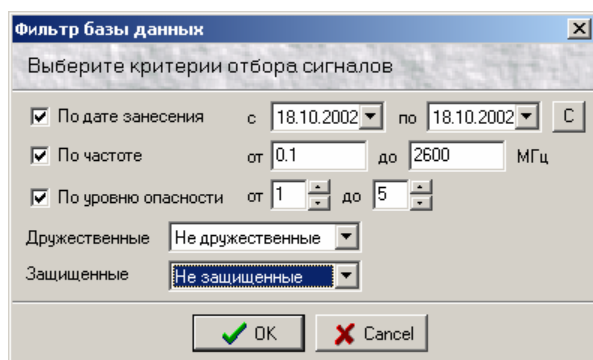 Фильтр базы данных
Выберите критерии отбора сигналов
По дате занесения с 18.10.2002 по 18.10.2002 С
По частоте от 0.1 до 2600 МГц
По уровню опасности от 1 до 5
Дружественные Не дружественные
Защищенные Не защищенные
OK Cancel